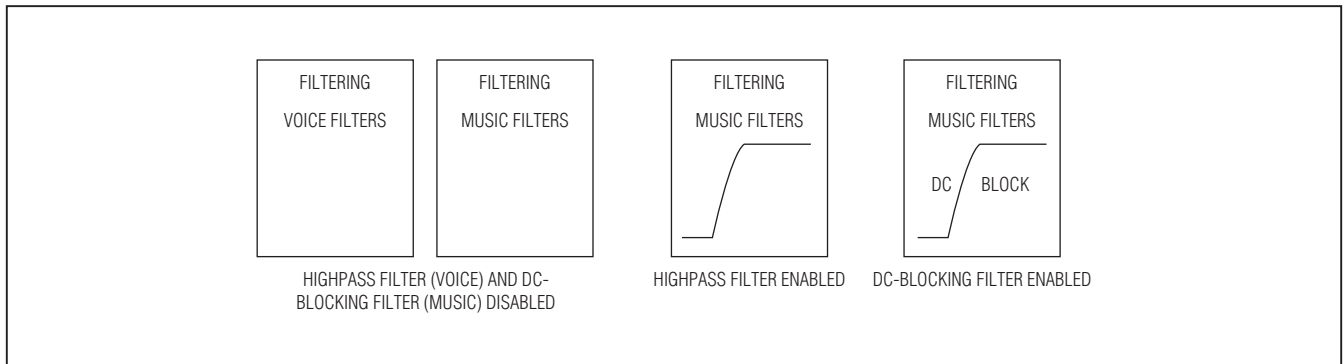 FILTERING
VOICE FILTERS
FILTERING
MUSIC FILTERS
HIGHPASS FILTER (VOICE) AND DC-
BLOCKING FILTER (MUSIC) DISABLED
FILTERING
MUSIC FILTERS
HIGHPASS FILTER ENABLED
FILTERING
MUSIC FILTERS
DC BLOCK
DC-BLOCKING FILTER ENABLED